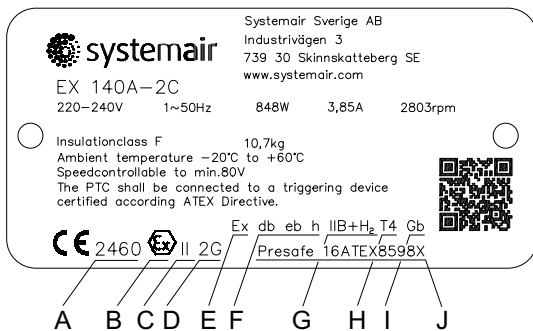 systemair
Systemair Sverige AB
Industrivägen 3
739 30 Skinnskatteberg SE
www.systemair.com
EX 140A-2C
220-240V 1~50Hz 848W 3,85A 2803rpm
Insulationclass F 10,7kg
Ambient temperature -20°C to +60°C
Speedcontrollable to min.80V
The PTC shall be connected to a triggering device
certified according ATEX Directive.
Ex db eb h IIB+H₂ T4 Gb
CE 2460 Ex II 2G Presafe 16ATEX8598X
A B C D E F G H I J